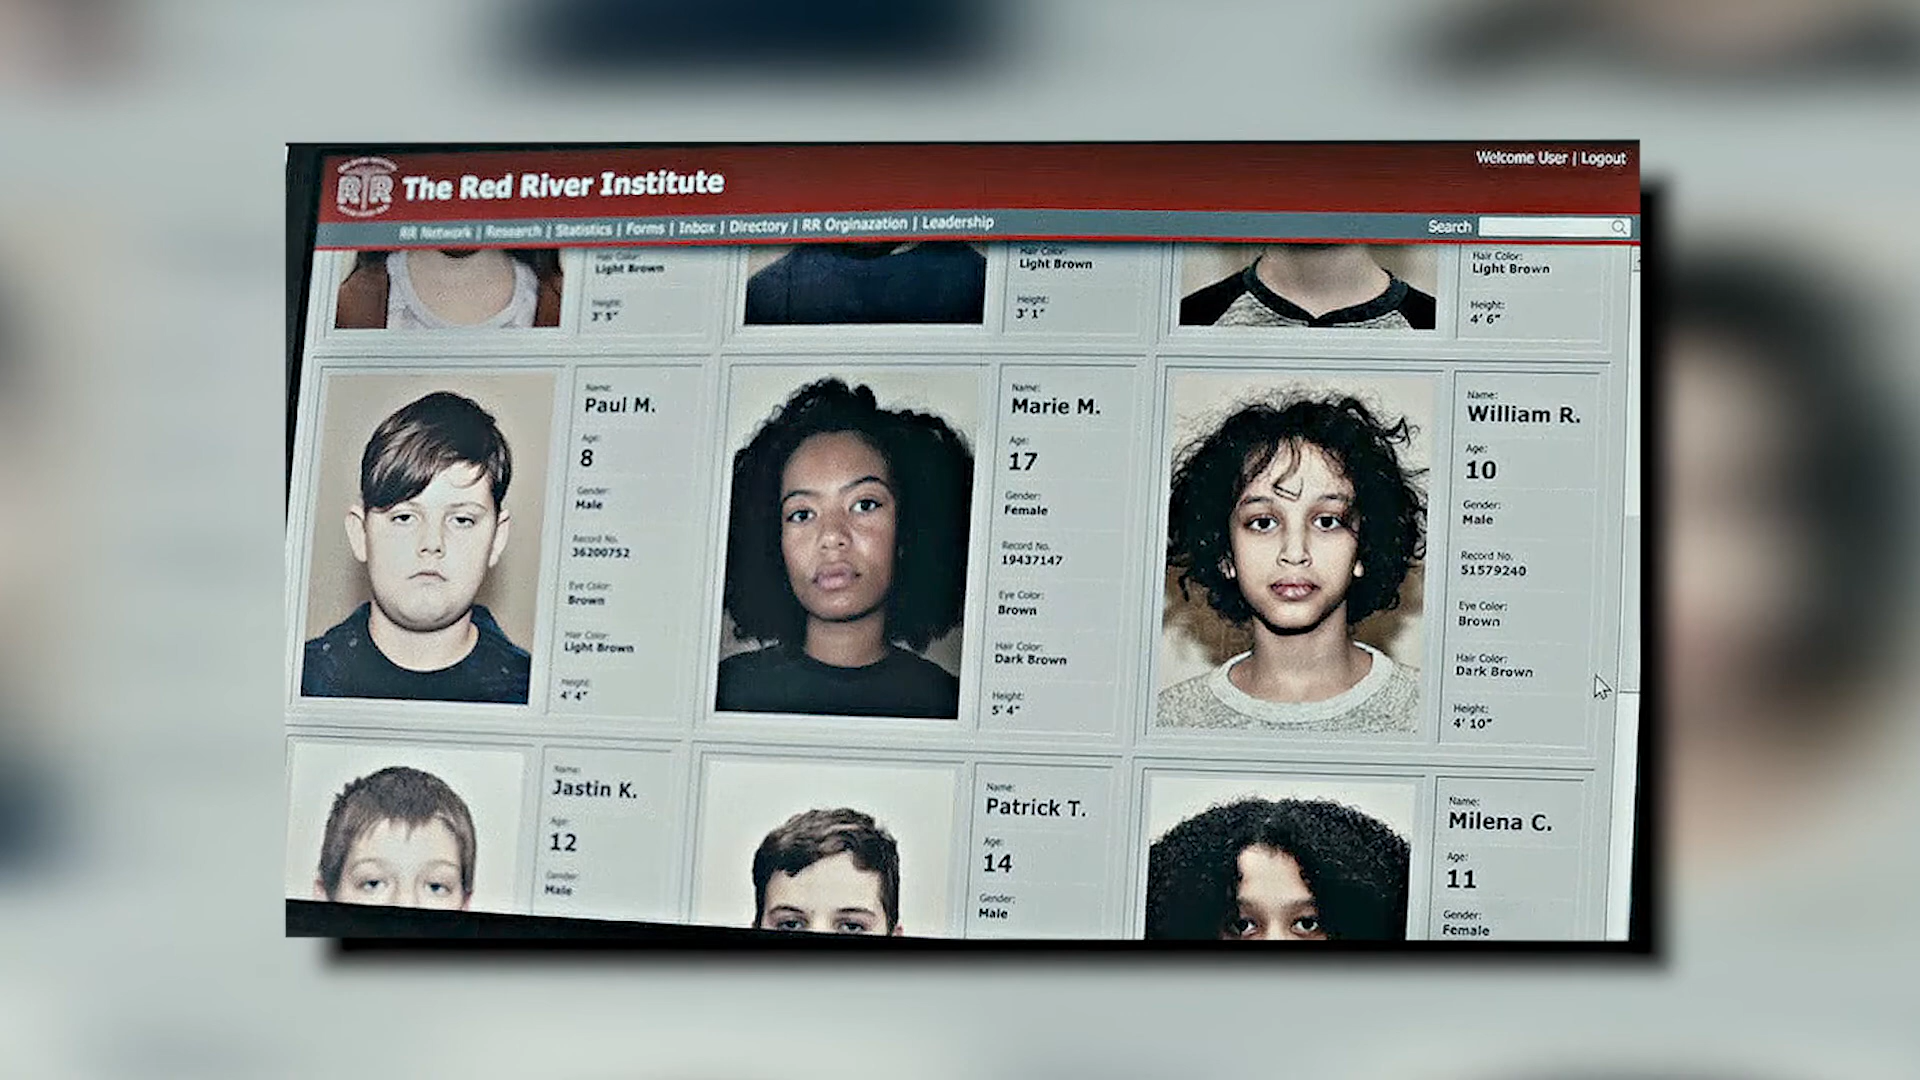 Welcome User | Logout
The Red River Institute
RR Network | Research | Statistics | Forms | Inbox | Directory | RR Orginazation | Leadership
Search
Hair Color:
Light Brown
Height:
3' 5"
Hair Color:
Light Brown
Height:
3' 1"
Hair Color:
Light Brown
Height:
4' 6"
Name:
Paul M.
Age:
8
Gender:
Male
Record No.
36200752
Eye Color:
Brown
Hair Color:
Light Brown
Height:
4' 4"
Name:
Marie M.
Age:
17
Gender:
Female
Record No.
19437147
Eye Color:
Brown
Hair Color:
Dark Brown
Height:
5' 4"
Name:
William R.
Age:
10
Gender:
Male
Record No.
51579240
Eye Color:
Brown
Hair Color:
Dark Brown
Height:
4' 10"
Name:
Jastin K.
Age:
12
Gender:
Male
Name:
Patrick T.
Age:
14
Gender:
Male
Name:
Milena C.
Age:
11
Gender:
Female